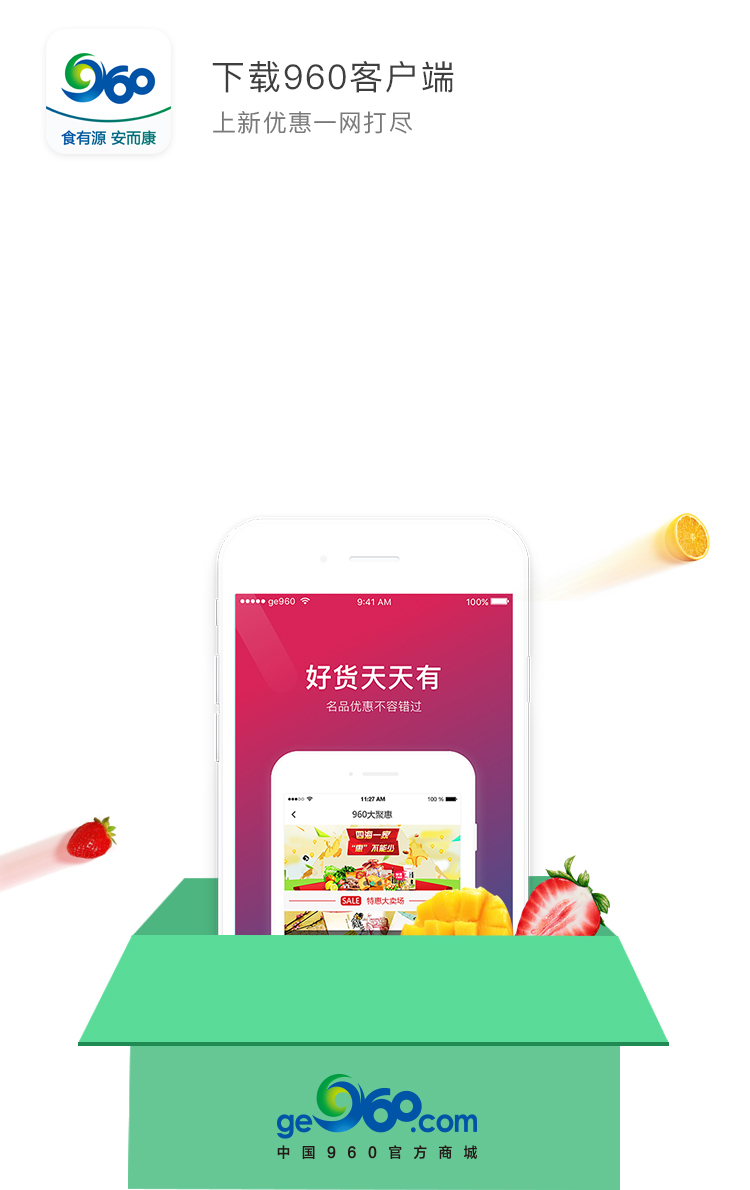 960
食有源 安而康
下载960客户端
上新优惠一网打尽
ge960
9:41 AM
100%
好货天天有
名品优惠不容错过
11:27 AM
100 %
960大聚惠
四海一家
“惠”不能少
SALE 特惠大卖场
ge960.com
中国960官方商城